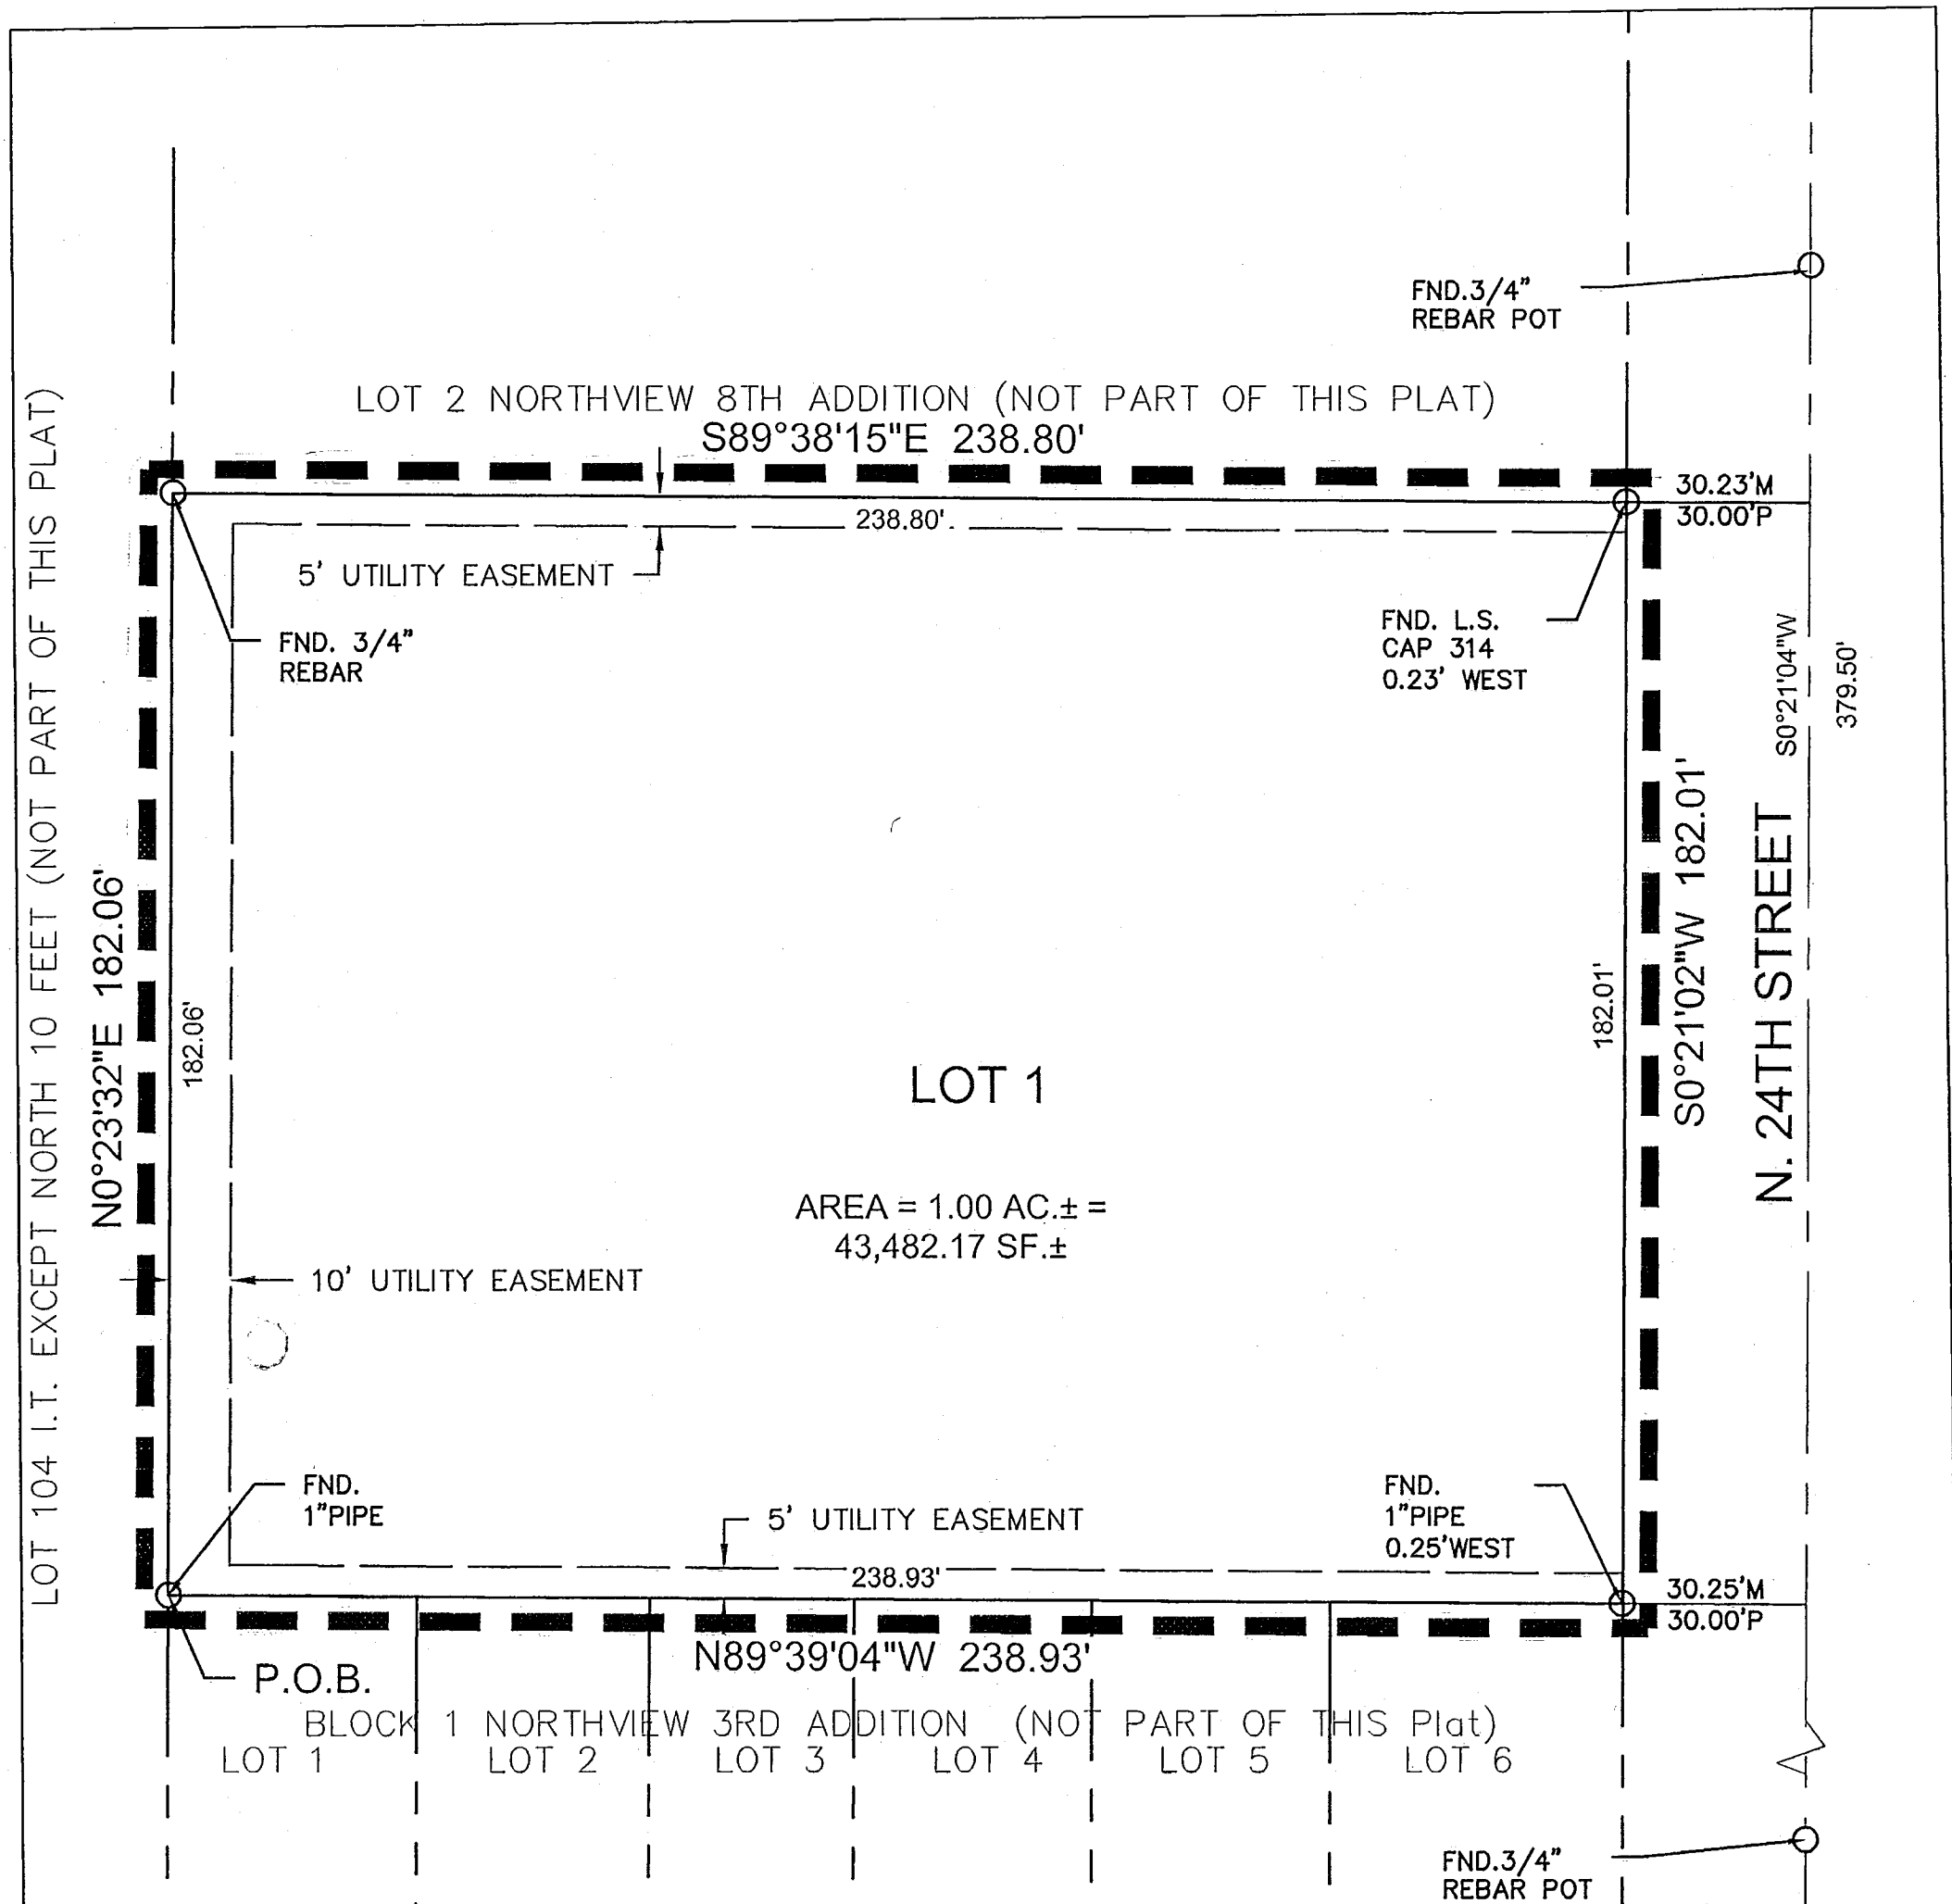 FND.3/4"
REBAR POT
LOT 2 NORTHVIEW 8TH ADDITION (NOT PART OF THIS PLAT)
S89°38'15"E 238.80'
30.23'M
30.00'P
238.80'
5' UTILITY EASEMENT
FND. 3/4"
REBAR
FND. L.S.
CAP 314
0.23' WEST
S0°21'04"W
379.50'
LOT 104 I.T. EXCEPT NORTH 10 FEET (NOT PART OF THIS PLAT)
N0°23'32"E 182.06'
182.06'
182.01'
S0°21'02"W 182.01'
N. 24TH STREET
LOT 1
AREA = 1.00 AC.± =
43,482.17 SF.±
10' UTILITY EASEMENT
FND.
1"PIPE
5' UTILITY EASEMENT
FND.
1"PIPE
0.25'WEST
238.93'
30.25'M
30.00'P
N89°39'04"W 238.93'
P.O.B.
BLOCK 1 NORTHVIEW 3RD ADDITION (NOT PART OF THIS Plat)
LOT 1 LOT 2 LOT 3 LOT 4 LOT 5 LOT 6
FND.3/4"
REBAR POT